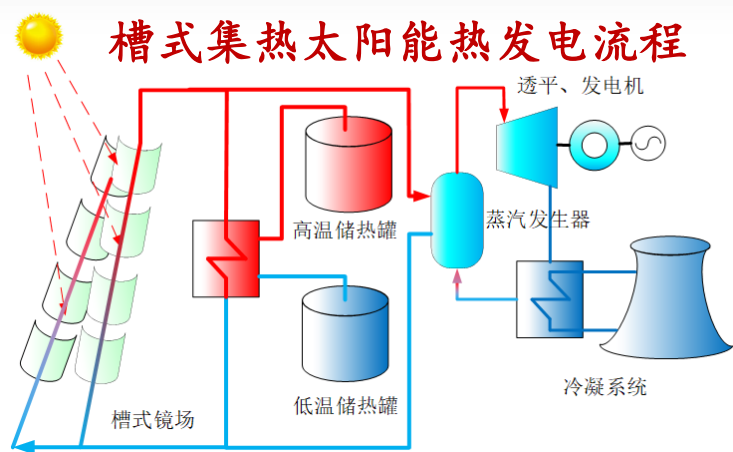 槽式集热太阳能热发电流程
透平、发电机
高温储热罐
蒸汽发生器
低温储热罐
冷凝系统
槽式镜场